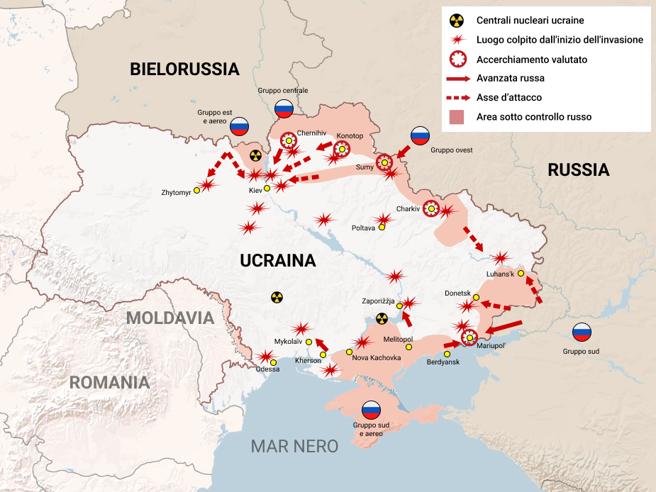 Centrali nucleari ucraine
Luogo colpito dall'inizio dell'invasione
Accerchiamento valutato
Avanzata russa
Asse d'attacco
Area sotto controllo russo
BIELORUSSIA
Gruppo centrale
Gruppo est
e aereo
Chernihiv
Konotop
Gruppo ovest
Sumy
RUSSIA
Zhytomyr
Kiev
Charkiv
Poltava
UCRAINA
Luhans'k
Donetsk
Zaporižžja
MOLDAVIA
Mykolaïv
Melitopol
Mariupol'
Gruppo sud
Kherson
Nova Kachovka
Berdyansk
Odessa
ROMANIA
Gruppo sud
e aereo
MAR NERO